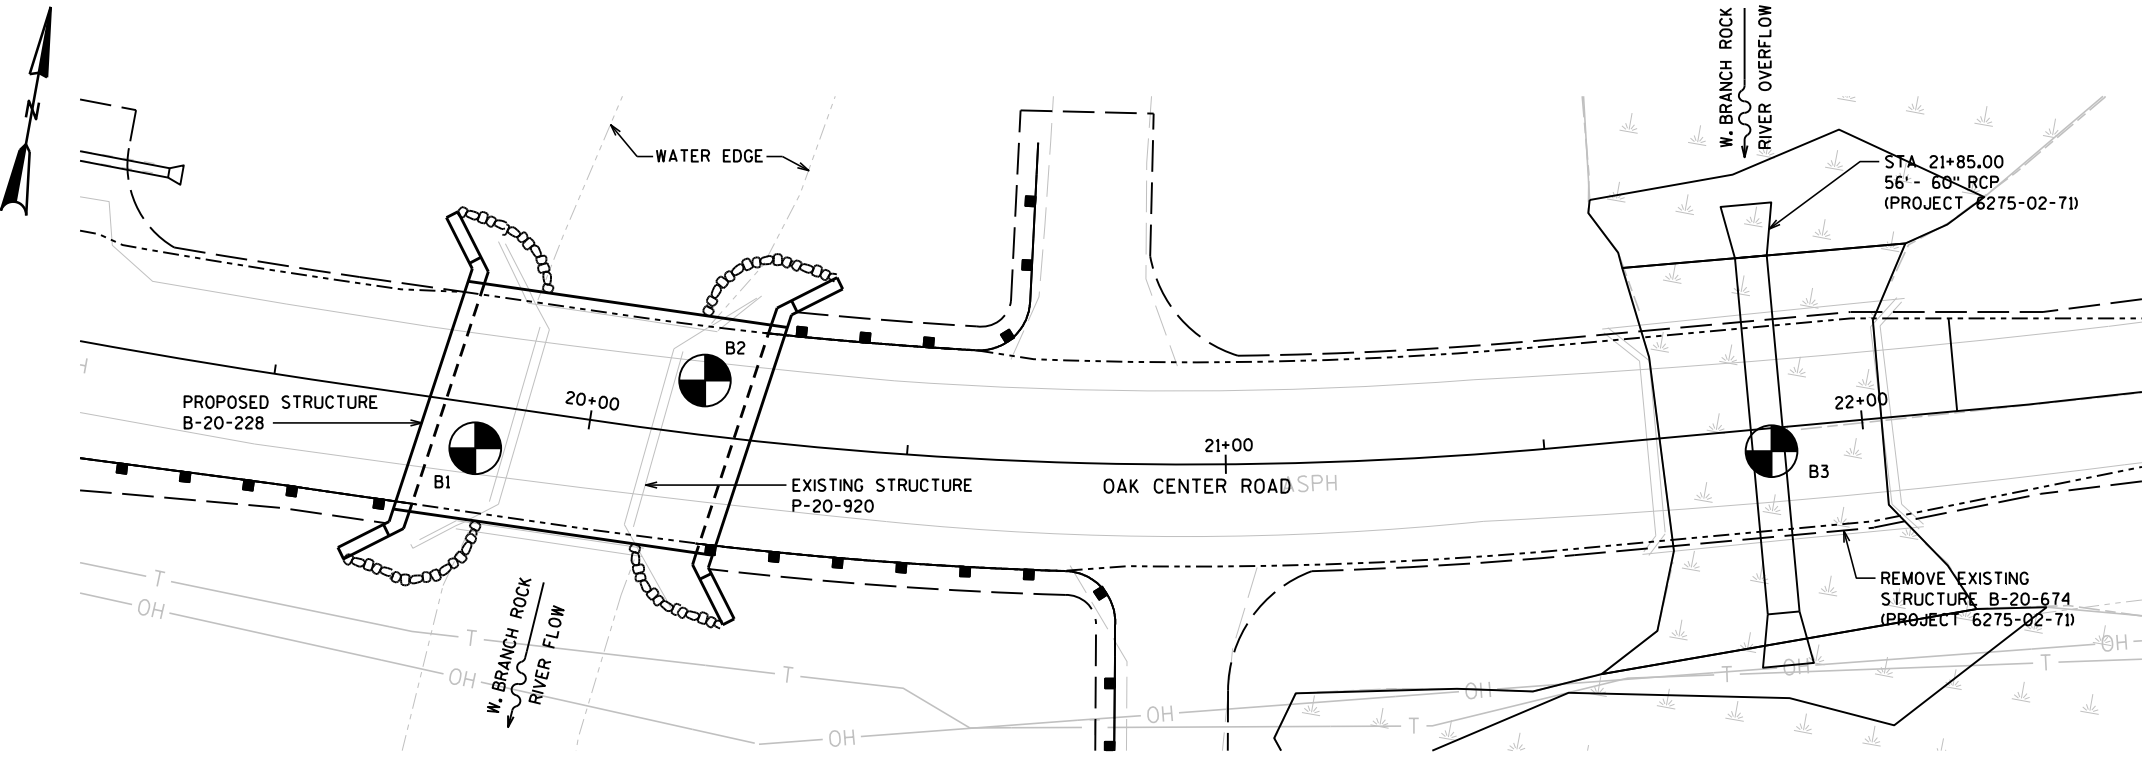 N
W. BRANCH ROCK
RIVER OVERFLOW
WATER EDGE
STA 21+85.00
56'- 60" RCP
(PROJECT 6275-02-71)
B2
PROPOSED STRUCTURE
B-20-228
20+00
22+00
21+00
B1
B3
EXISTING STRUCTURE
P-20-920
OAK CENTER ROAD
ASPH
REMOVE EXISTING
STRUCTURE B-20-674
(PROJECT 6275-02-71)
W. BRANCH ROCK
RIVER FLOW
T
OH
T
OH
T
OH
OH
T
OH
T
OH
T
OH